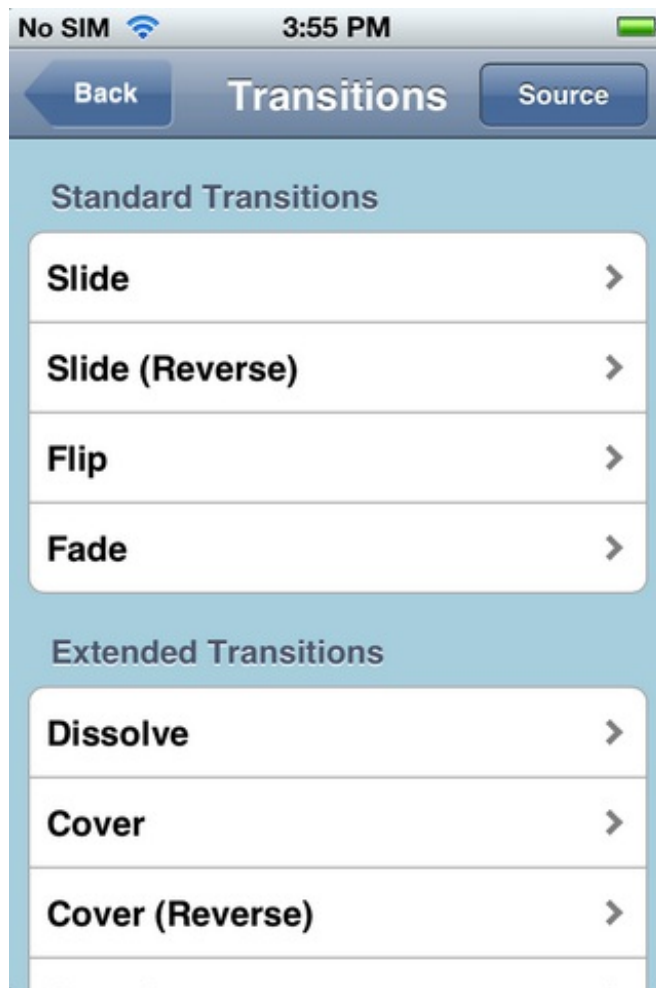 No SIM 3:55 PM
Back Transitions Source
Standard Transitions
Slide
Slide (Reverse)
Flip
Fade
Extended Transitions
Dissolve
Cover
Cover (Reverse)